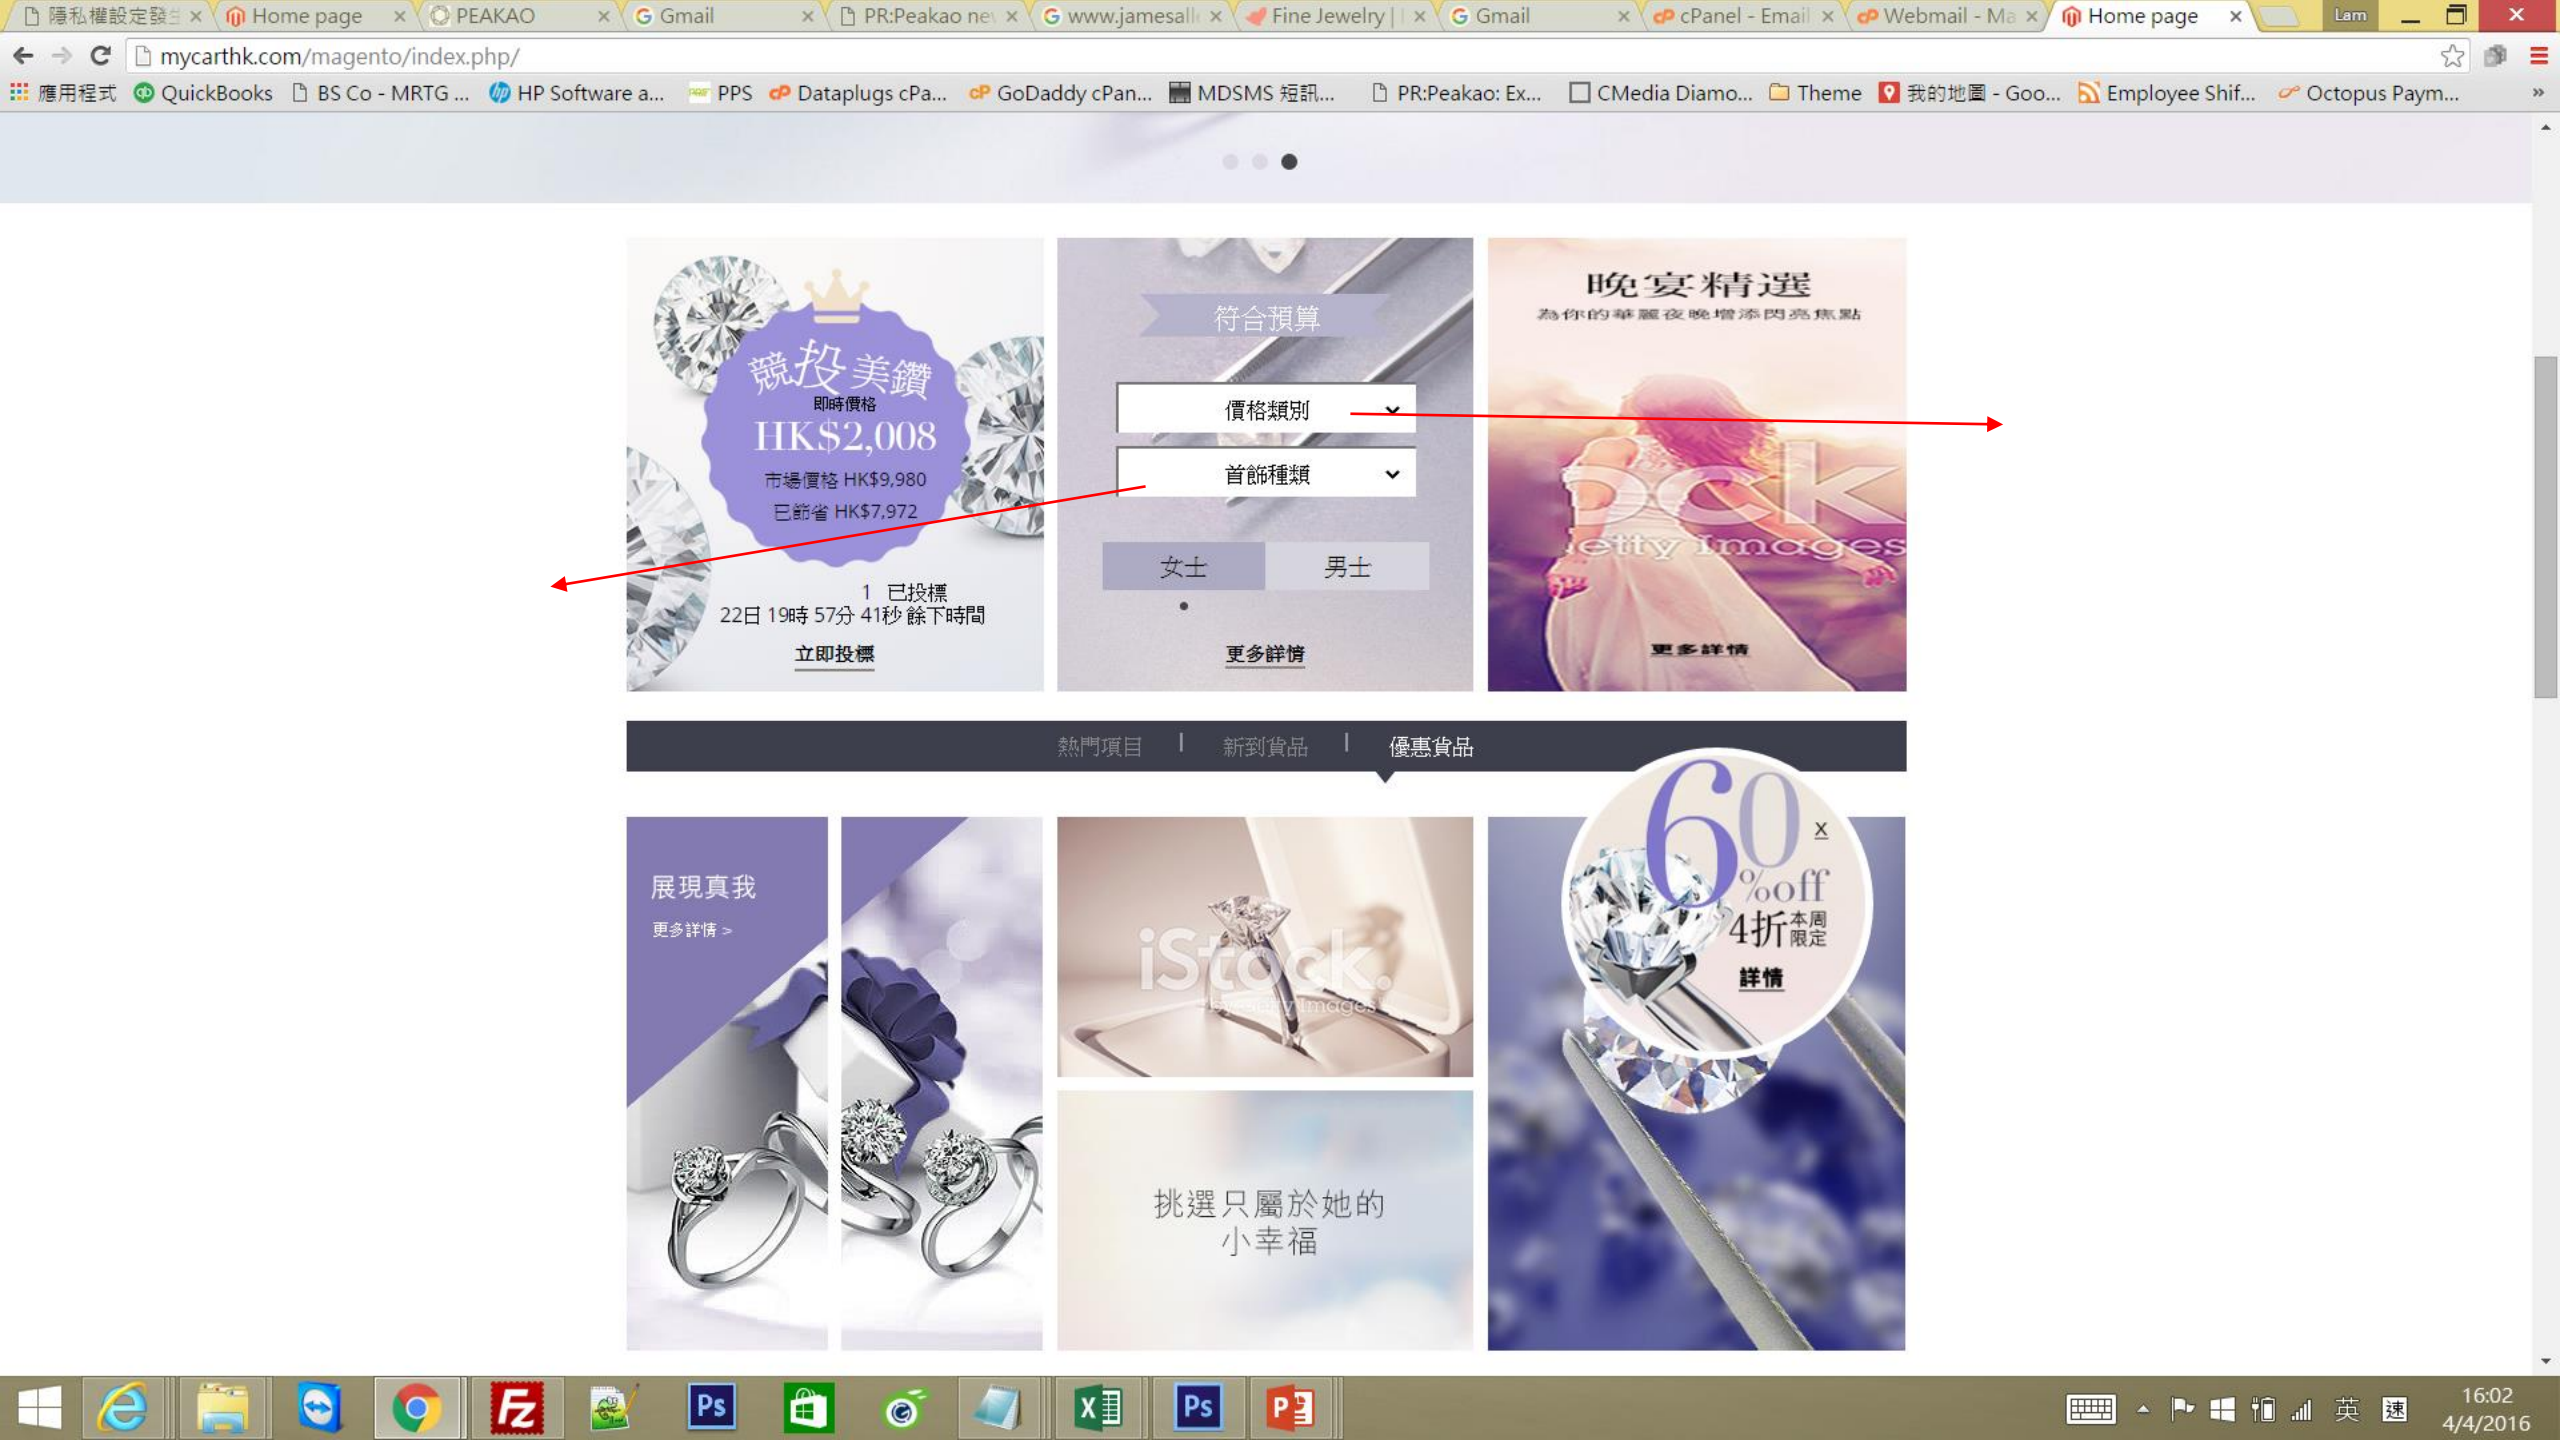 隱私權設定發生
Home page
PEAKAO
Gmail
PR:Peakao ne
www.jamesall
Fine Jewelry |
Gmail
cPanel - Email
Webmail - Ma
Home page
Lam
mycarthk.com/magento/index.php/
應用程式
QuickBooks
BS Co - MRTG ...
HP Software a...
PPS
Dataplugs cPa...
GoDaddy cPan...
MDSMS 短訊...
PR:Peakao: Ex...
CMedia Diamo...
Theme
我的地圖 - Goo...
Employee Shif...
Octopus Paym...
»
競投美鑽
即時價格
HK$2,008
市場價格 HK$9,980
已節省 HK$7,972
1 已投標
22日 19時 57分 41秒 餘下時間
立即投標
符合預算
價格類別
首飾種類
女士
男士
更多詳情
晚宴精選
為你的華麗夜晚增添閃亮焦點
ock
etty Images
更多詳情
熱門項目 | 新到貨品 | 優惠貨品
展現真我
更多詳情 >
iStock.
by Getty Images
挑選只屬於她的
小幸福
60
x
%off
4折 本周
限定
詳情
英
速
16:02
4/4/2016